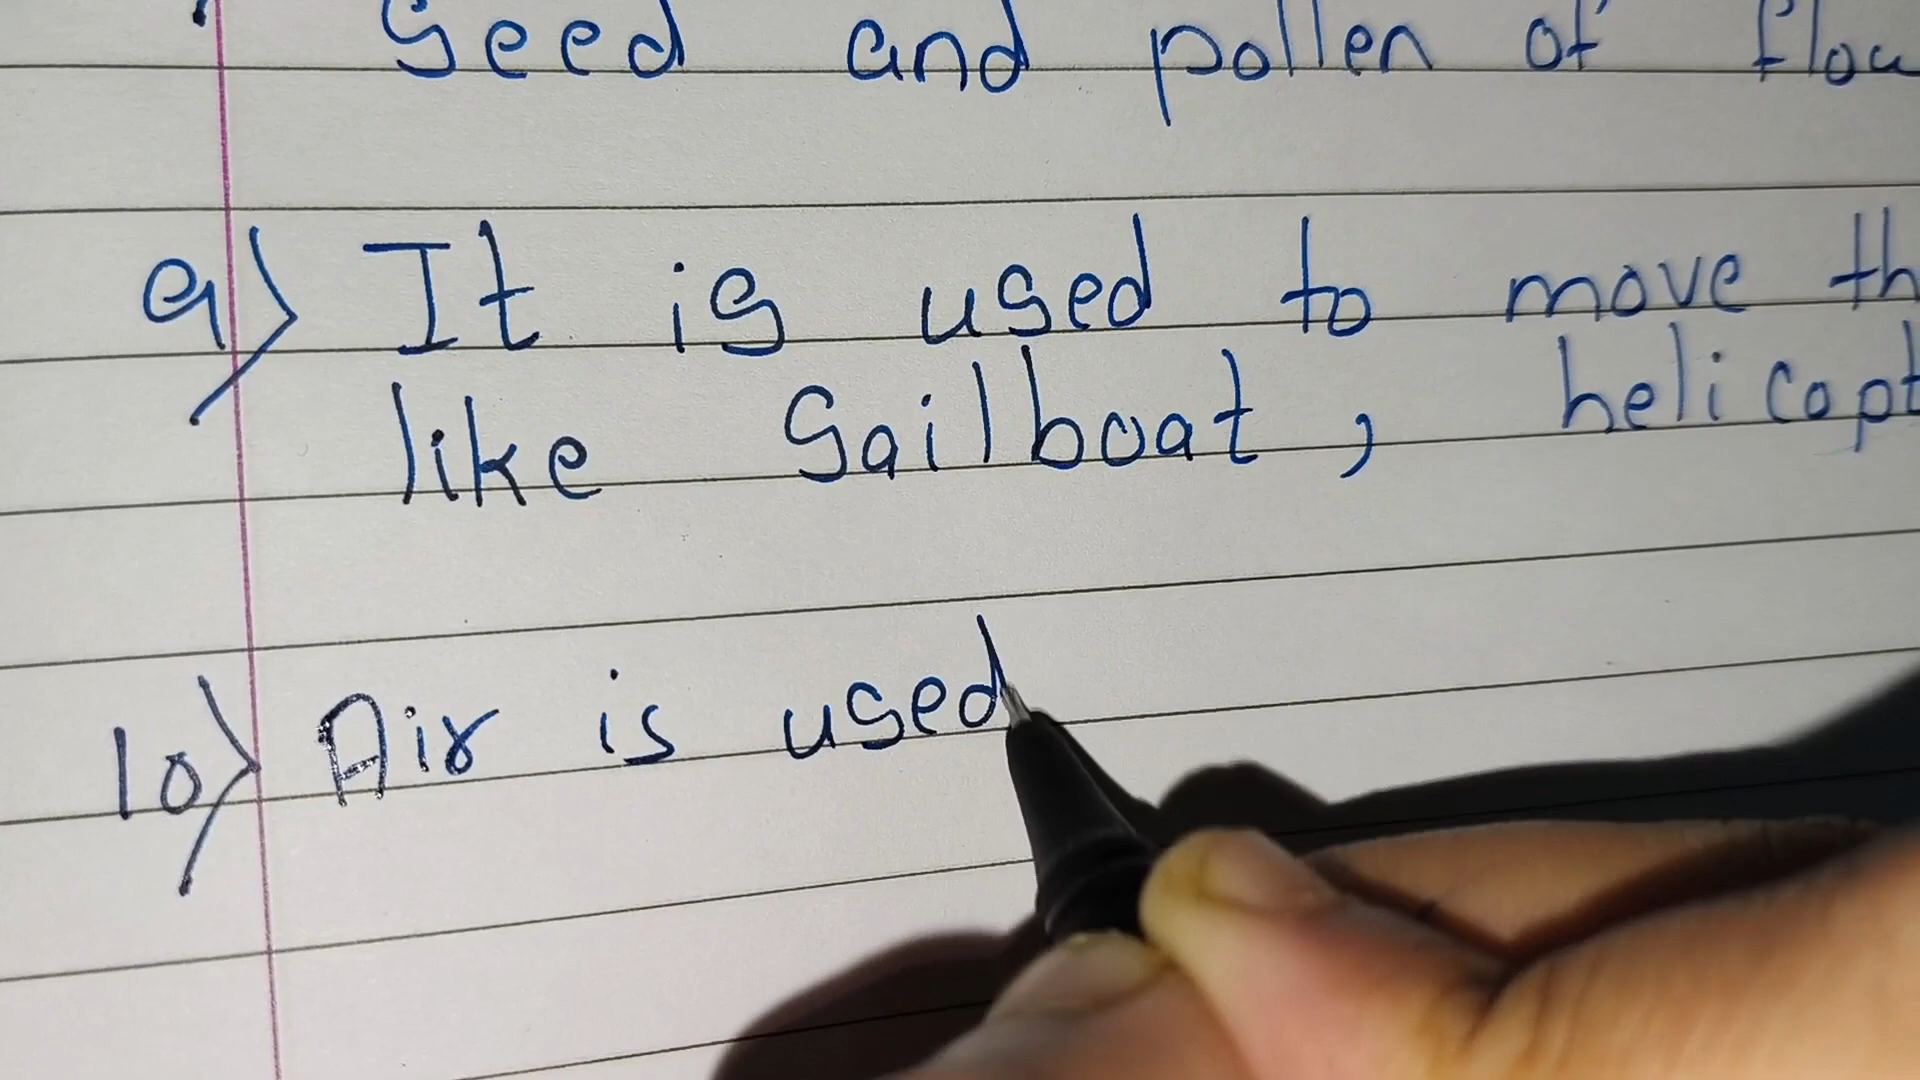 Seed and pollen of
9) It is used to move
like Sailboat,
10) Air is used